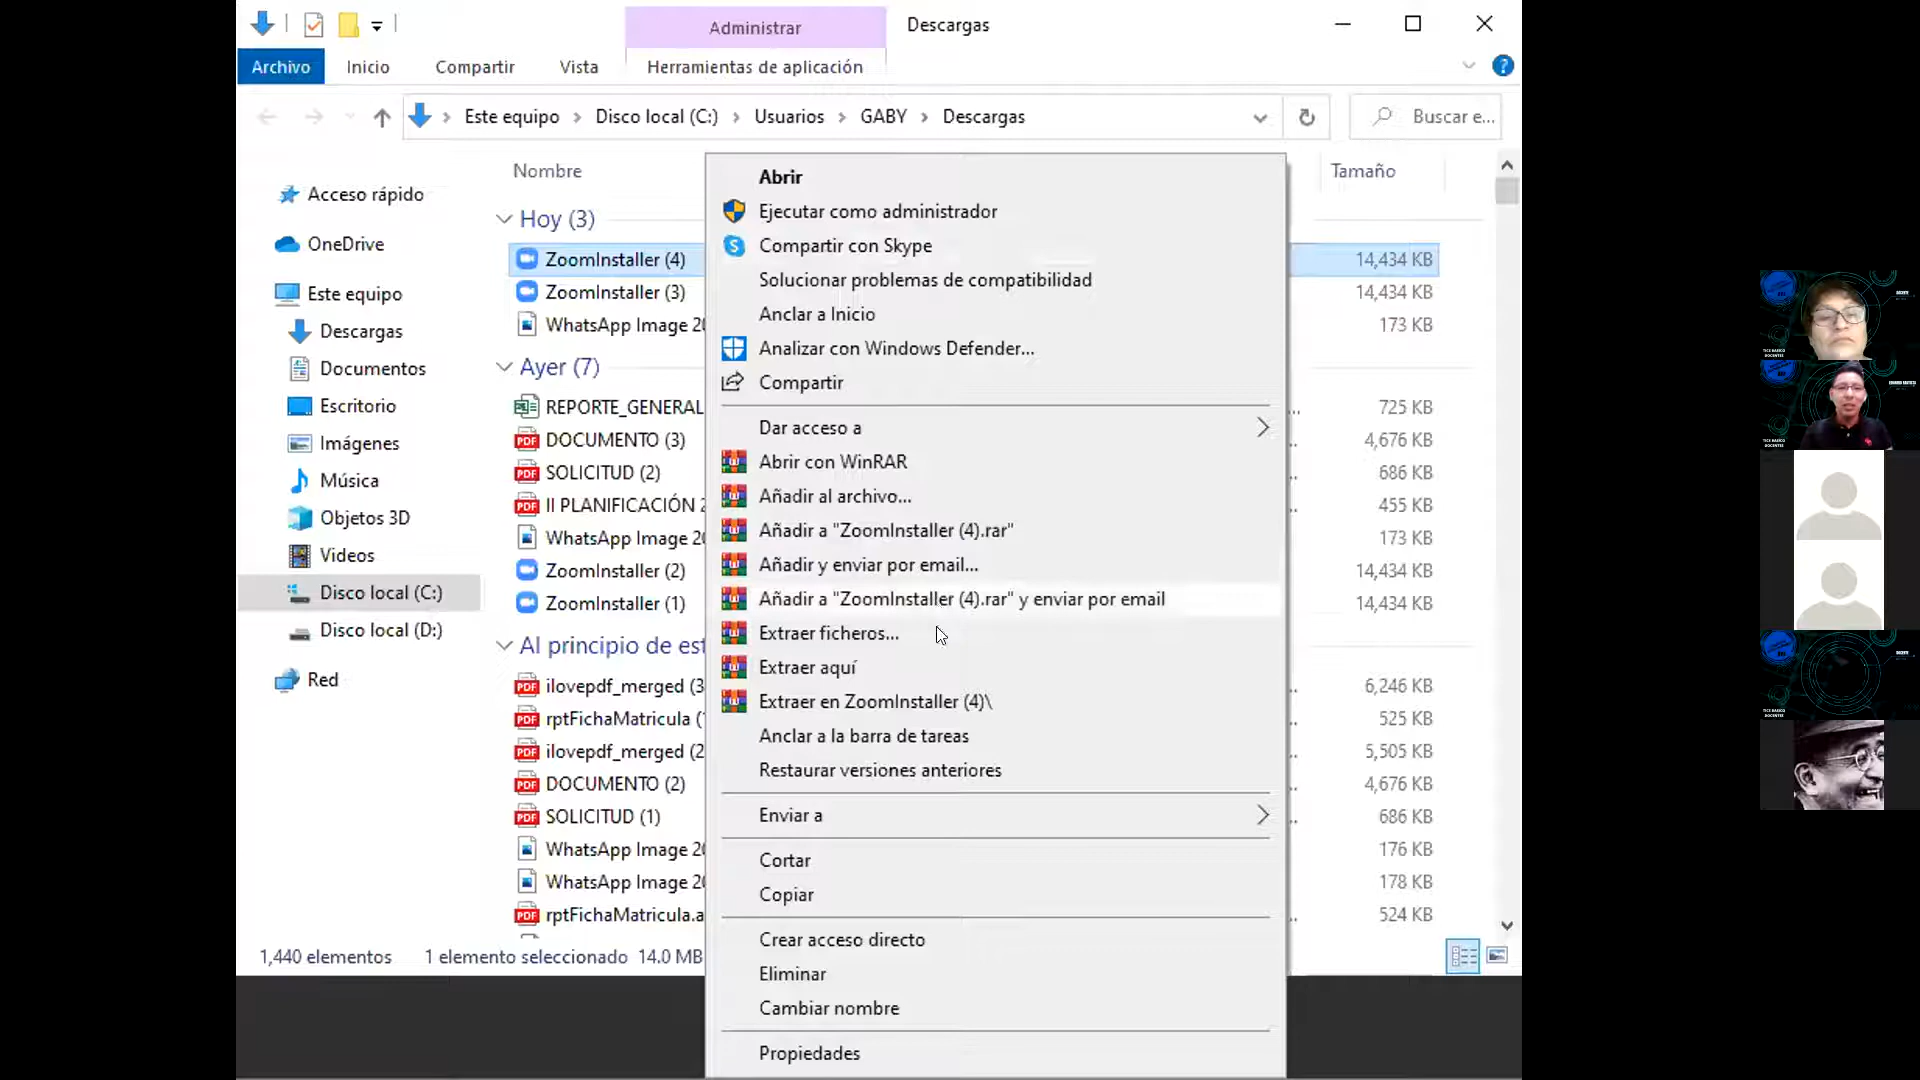 Administrar
Descargas
Archivo
Inicio
Compartir
Vista
Herramientas de aplicación
Este equipo
Disco local (C:)
Usuarios
GABY
Descargas
Buscar e...
Nombre
Tamaño
Acceso rápido
OneDrive
Este equipo
Descargas
Documentos
Escritorio
Imágenes
Música
Objetos 3D
Videos
Disco local (C:)
Disco local (D:)
Red
Hoy (3)
ZoomInstaller (4)
14,434 KB
ZoomInstaller (3)
14,434 KB
WhatsApp Image 20
173 KB
Ayer (7)
REPORTE_GENERAL
725 KB
DOCUMENTO (3)
4,676 KB
SOLICITUD (2)
686 KB
II PLANIFICACIÓN 2
455 KB
WhatsApp Image 20
173 KB
ZoomInstaller (2)
14,434 KB
ZoomInstaller (1)
14,434 KB
Al principio de est
ilovepdf_merged (3
6,246 KB
rptFichaMatricula (1
525 KB
ilovepdf_merged (2
5,505 KB
DOCUMENTO (2)
4,676 KB
SOLICITUD (1)
686 KB
WhatsApp Image 20
176 KB
WhatsApp Image 20
178 KB
rptFichaMatricula.a
524 KB
1,440 elementos
1 elemento seleccionado
14.0 MB
Abrir
Ejecutar como administrador
Compartir con Skype
Solucionar problemas de compatibilidad
Anclar a Inicio
Analizar con Windows Defender...
Compartir
Dar acceso a
Abrir con WinRAR
Añadir al archivo...
Añadir a "ZoomInstaller (4).rar"
Añadir y enviar por email...
Añadir a "ZoomInstaller (4).rar" y enviar por email
Extraer ficheros...
Extraer aquí
Extraer en ZoomInstaller (4)\
Anclar a la barra de tareas
Restaurar versiones anteriores
Enviar a
Cortar
Copiar
Crear acceso directo
Eliminar
Cambiar nombre
Propiedades